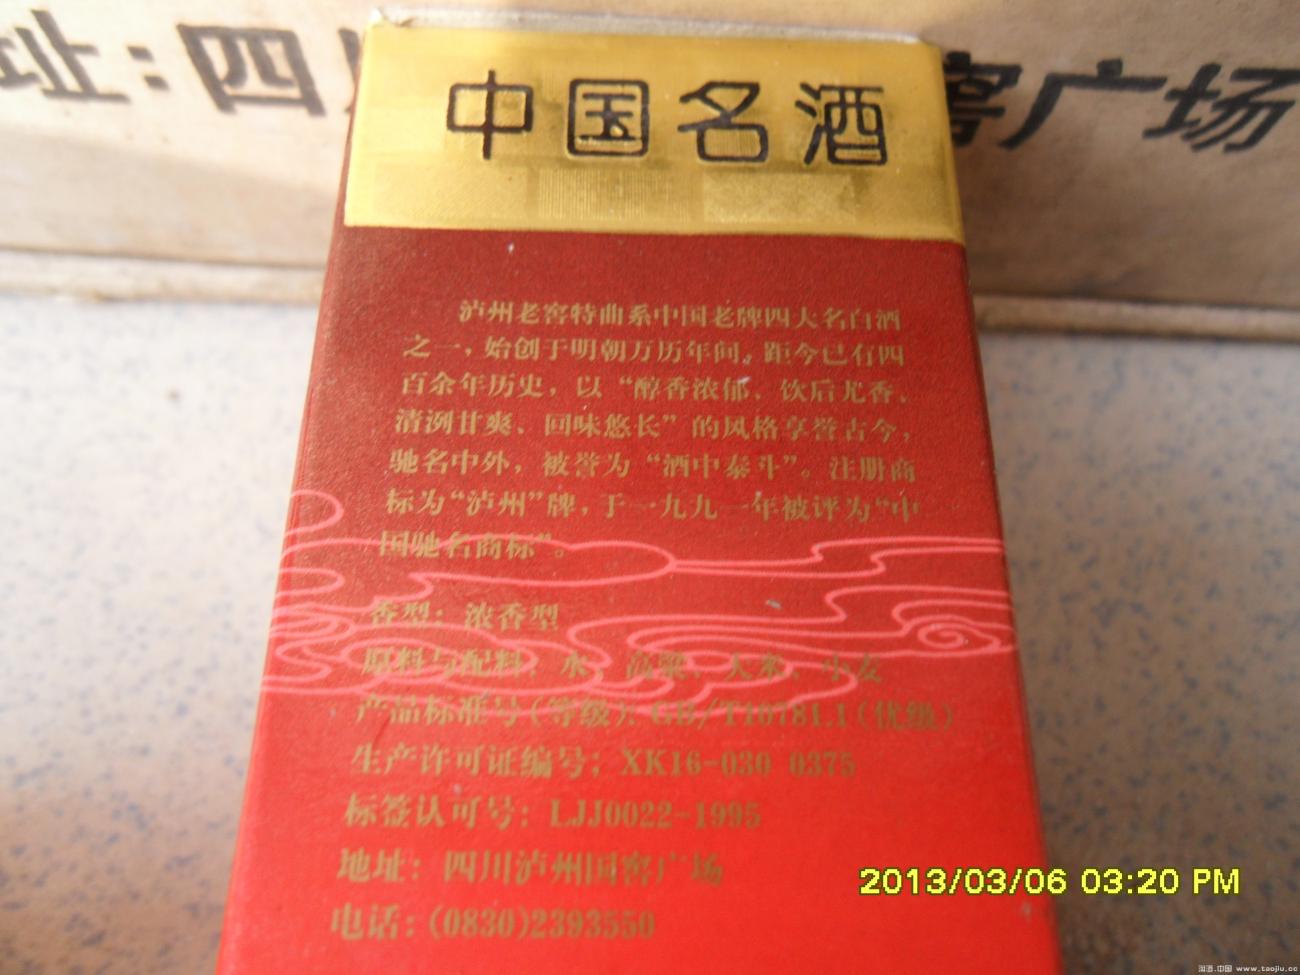 址:四川
窖广场
中国名酒
泸州老窖特曲系中国老牌四大名白酒
之一，始创于明朝万历年间。距今已有四
百余年历史，以“醇香浓郁、饮后尤香、
清洌甘爽、回味悠长”的风格享誉古今，
驰名中外，被誉为“酒中泰斗”。注册商
标为“泸州”牌，于一九九一年被评为“中
国驰名商标”。
香型：浓香型
原料与配料：水、高粱、大米、小麦
产品标准号(等级)：GB/T10781.1(优级)
生产许可证编号：XK16-030 0375
标签认可号：LJJ0022-1995
地址：四川泸州国窖广场
电话：(0830)2393550
2013/03/06 03:20 PM
淘酒.中国 www.taojiu.cc